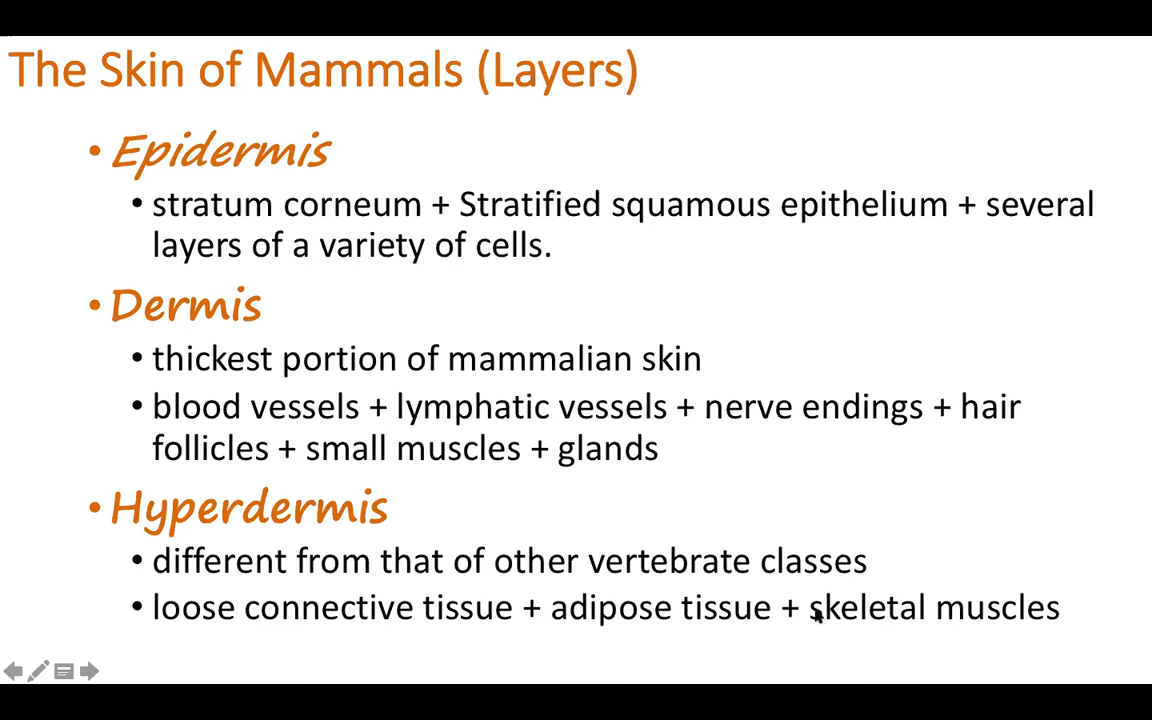 The Skin of Mammals (Layers)
• Epidermis
• stratum corneum + Stratified squamous epithelium + several
layers of a variety of cells.
• Dermis
• thickest portion of mammalian skin
• blood vessels + lymphatic vessels + nerve endings + hair
follicles + small muscles + glands
• Hyperdermis
• different from that of other vertebrate classes
• loose connective tissue + adipose tissue + skeletal muscles